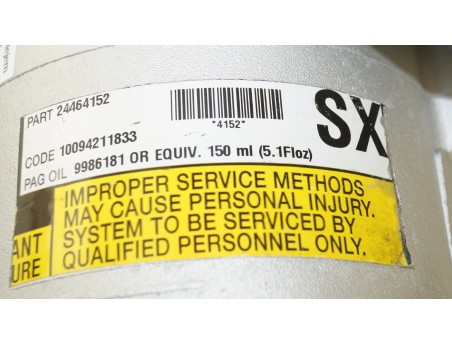 PART 24464152
*4152*
SX
CODE 10094211833
PAG OIL 9986181 OR EQUIV. 150 ml (5.1Floz)
IMPROPER SERVICE METHODS
MAY CAUSE PERSONAL INJURY.
SYSTEM TO BE SERVICED BY
QUALIFIED PERSONNEL ONLY.
ANT
URE